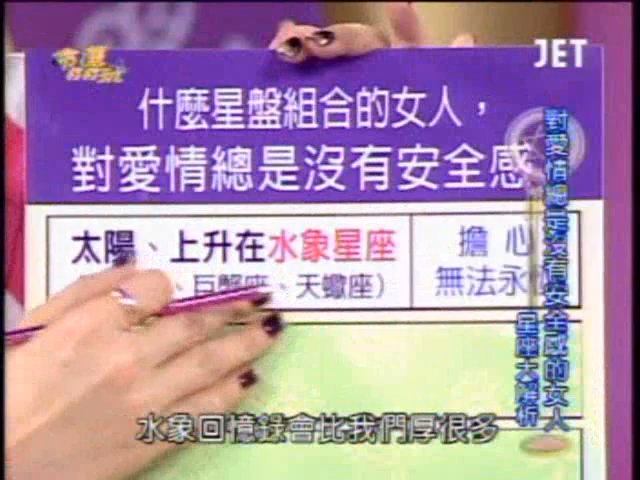 JET
什麼星盤組合的女人，
對愛情總是沒有安全感
太陽、上升在水象星座
、巨蟹座、天蠍座）
擔心
無法永
對愛情總是沒有安全感的女人
星座大解析
水象回憶錄會比我們厚很多